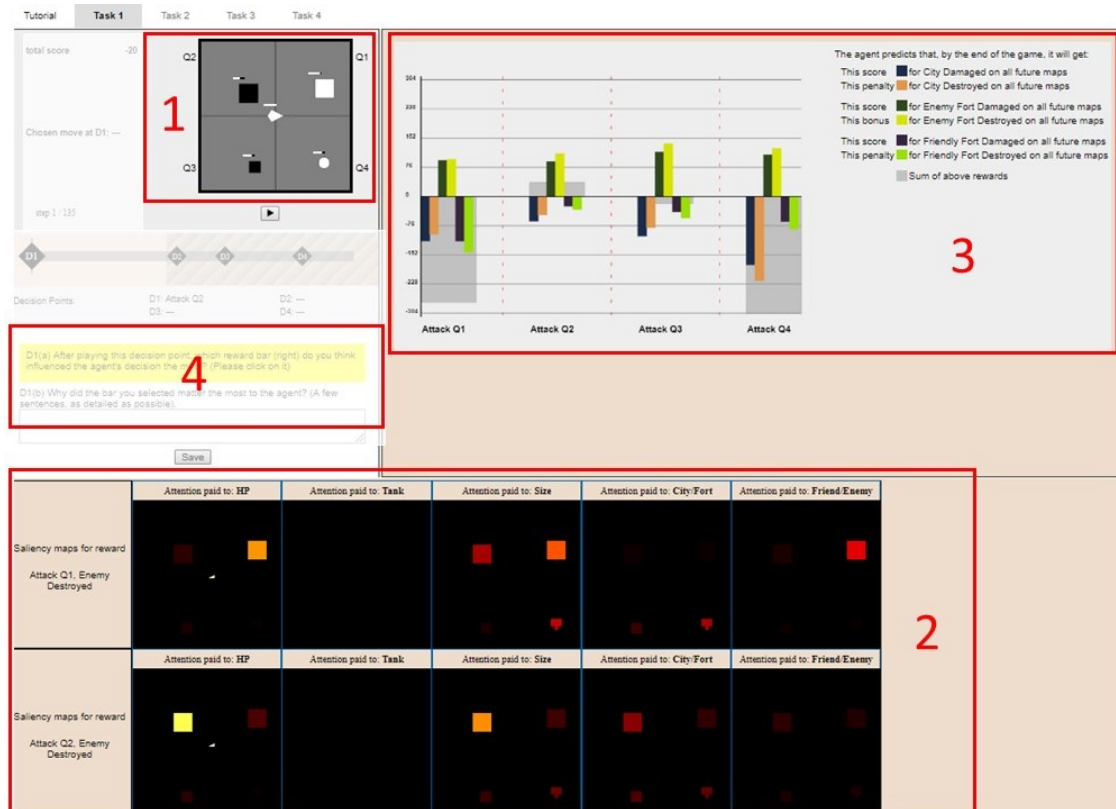 Tutorial Task 1 Task 2 Task 3 Task 4
total score -20
Chosen move at D1: ---
step 1 / 135
Q2 Q1
Q3 Q4
1
D1 D2 D3 D4
Decision Points: D1: Attack Q2 D2: ---
D3: --- D4: ---
D1(a) After playing this decision point, which reward bar (right) do you think
influenced the agent's decision the most? (Please click on it)
4
D1(b) Why did the bar you selected matter the most to the agent? (A few
sentences, as detailed as possible).
Save
304
228
152
76
0
-76
-152
-228
-304
Attack Q1 Attack Q2 Attack Q3 Attack Q4
The agent predicts that, by the end of the game, it will get:
This score for City Damaged on all future maps
This penalty for City Destroyed on all future maps
This score for Enemy Fort Damaged on all future maps
This bonus for Enemy Fort Destroyed on all future maps
This score for Friendly Fort Damaged on all future maps
This penalty for Friendly Fort Destroyed on all future maps
Sum of above rewards
3
Attention paid to: HP Attention paid to: Tank Attention paid to: Size Attention paid to: City/Fort Attention paid to: Friend/Enemy
Saliency maps for reward
Attack Q1, Enemy
Destroyed
2
Attention paid to: HP Attention paid to: Tank Attention paid to: Size Attention paid to: City/Fort Attention paid to: Friend/Enemy
Saliency maps for reward
Attack Q2, Enemy
Destroyed